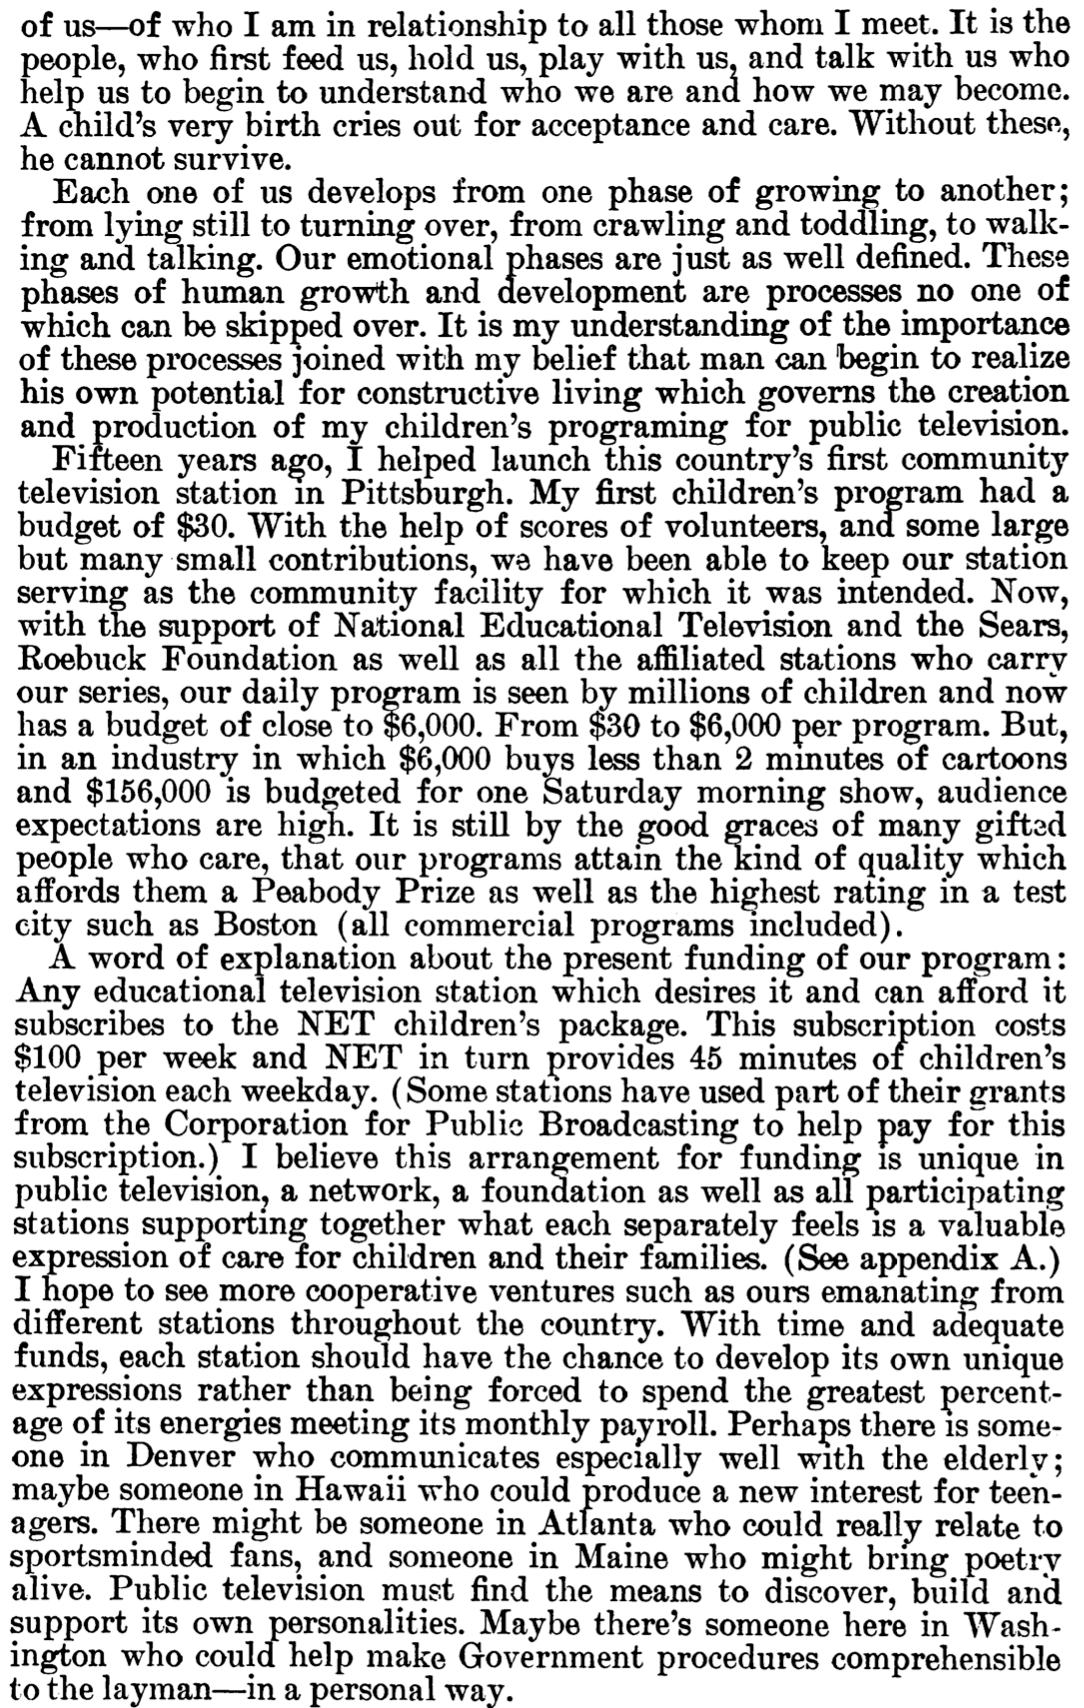 of us—of who I am in relationship to all those whom I meet. It is the
people, who first feed us, hold us, play with us, and talk with us who
help us to begin to understand who we are and how we may become.
A child's very birth cries out for acceptance and care. Without these,
he cannot survive.
Each one of us develops from one phase of growing to another;
from lying still to turning over, from crawling and toddling, to walk-
ing and talking. Our emotional phases are just as well defined. These
phases of human growth and development are processes no one of
which can be skipped over. It is my understanding of the importance
of these processes joined with my belief that man can begin to realize
his own potential for constructive living which governs the creation
and production of my children's programing for public television.
Fifteen years ago, I helped launch this country's first community
television station in Pittsburgh. My first children's program had a
budget of $30. With the help of scores of volunteers, and some large
but many small contributions, we have been able to keep our station
serving as the community facility for which it was intended. Now,
with the support of National Educational Television and the Sears,
Roebuck Foundation as well as all the affiliated stations who carry
our series, our daily program is seen by millions of children and now
has a budget of close to $6,000. From $30 to $6,000 per program. But,
in an industry in which $6,000 buys less than 2 minutes of cartoons
and $156,000 is budgeted for one Saturday morning show, audience
expectations are high. It is still by the good graces of many gifted
people who care, that our programs attain the kind of quality which
affords them a Peabody Prize as well as the highest rating in a test
city such as Boston (all commercial programs included).
A word of explanation about the present funding of our program:
Any educational television station which desires it and can afford it
subscribes to the NET children's package. This subscription costs
$100 per week and NET in turn provides 45 minutes of children's
television each weekday. (Some stations have used part of their grants
from the Corporation for Public Broadcasting to help pay for this
subscription.) I believe this arrangement for funding is unique in
public television, a network, a foundation as well as all participating
stations supporting together what each separately feels is a valuable
expression of care for children and their families. (See appendix A.)
I hope to see more cooperative ventures such as ours emanating from
different stations throughout the country. With time and adequate
funds, each station should have the chance to develop its own unique
expressions rather than being forced to spend the greatest percent-
age of its energies meeting its monthly payroll. Perhaps there is some-
one in Denver who communicates especially well with the elderly;
maybe someone in Hawaii who could produce a new interest for teen-
agers. There might be someone in Atlanta who could really relate to
sportsminded fans, and someone in Maine who might bring poetry
alive. Public television must find the means to discover, build and
support its own personalities. Maybe there's someone here in Wash-
ington who could help make Government procedures comprehensible
to the layman—in a personal way.